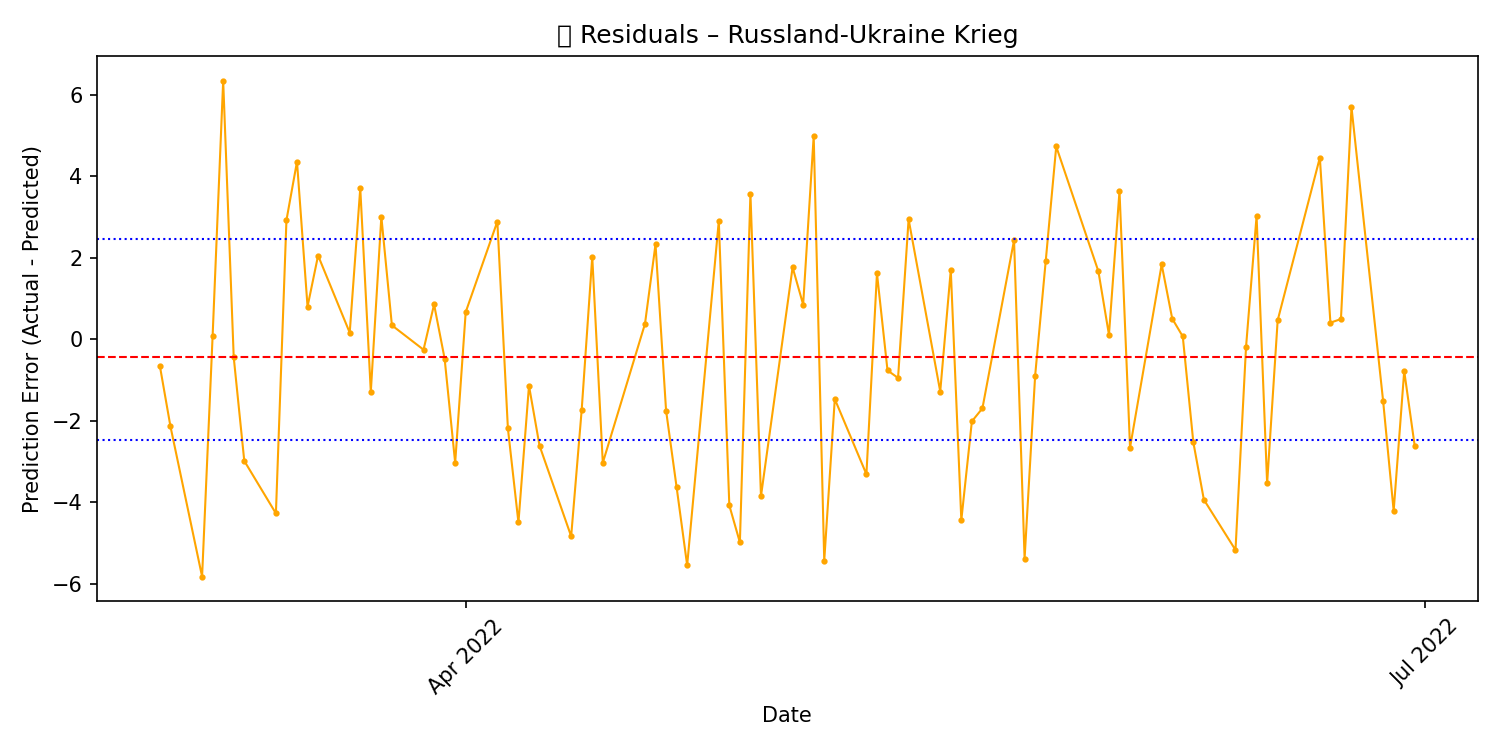 ▯ Residuals – Russland-Ukraine Krieg
Prediction Error (Actual - Predicted)
6
4
2
0
−2
−4
−6
Apr 2022
Jul 2022
Date